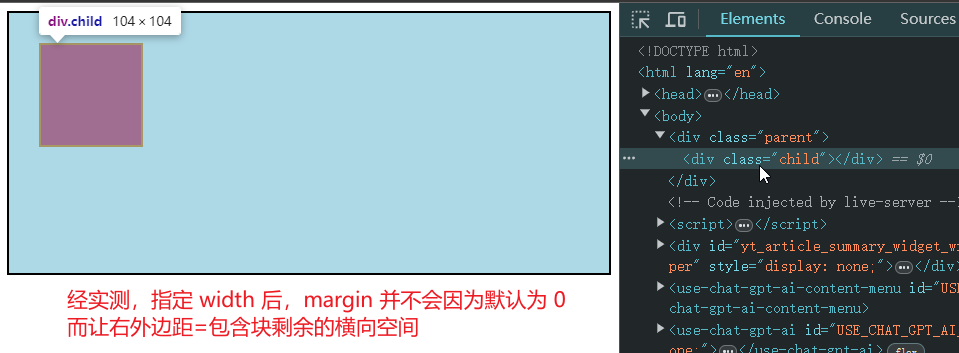 div.child 104 × 104
Elements Console Sources
<!DOCTYPE html>
<html lang="en">
<head>•••</head>
<body>
<div class="parent">
••• <div class="child"></div> == $0
</div>
<!-- Code injected by live-server --
<script>•••</script>
<div id="yt_article_summary_widget_w
per" style="display: none;">•••</div>
<use-chat-gpt-ai-content-menu id="USE
chat-gpt-ai-content-menu>
<use-chat-gpt-ai id="USE_CHAT_GPT_AI_
one;">•••</use-chat-gpt-ai> flex
经实测，指定 width 后，margin 并不会因为默认为 0
而让右外边距=包含块剩余的横向空间